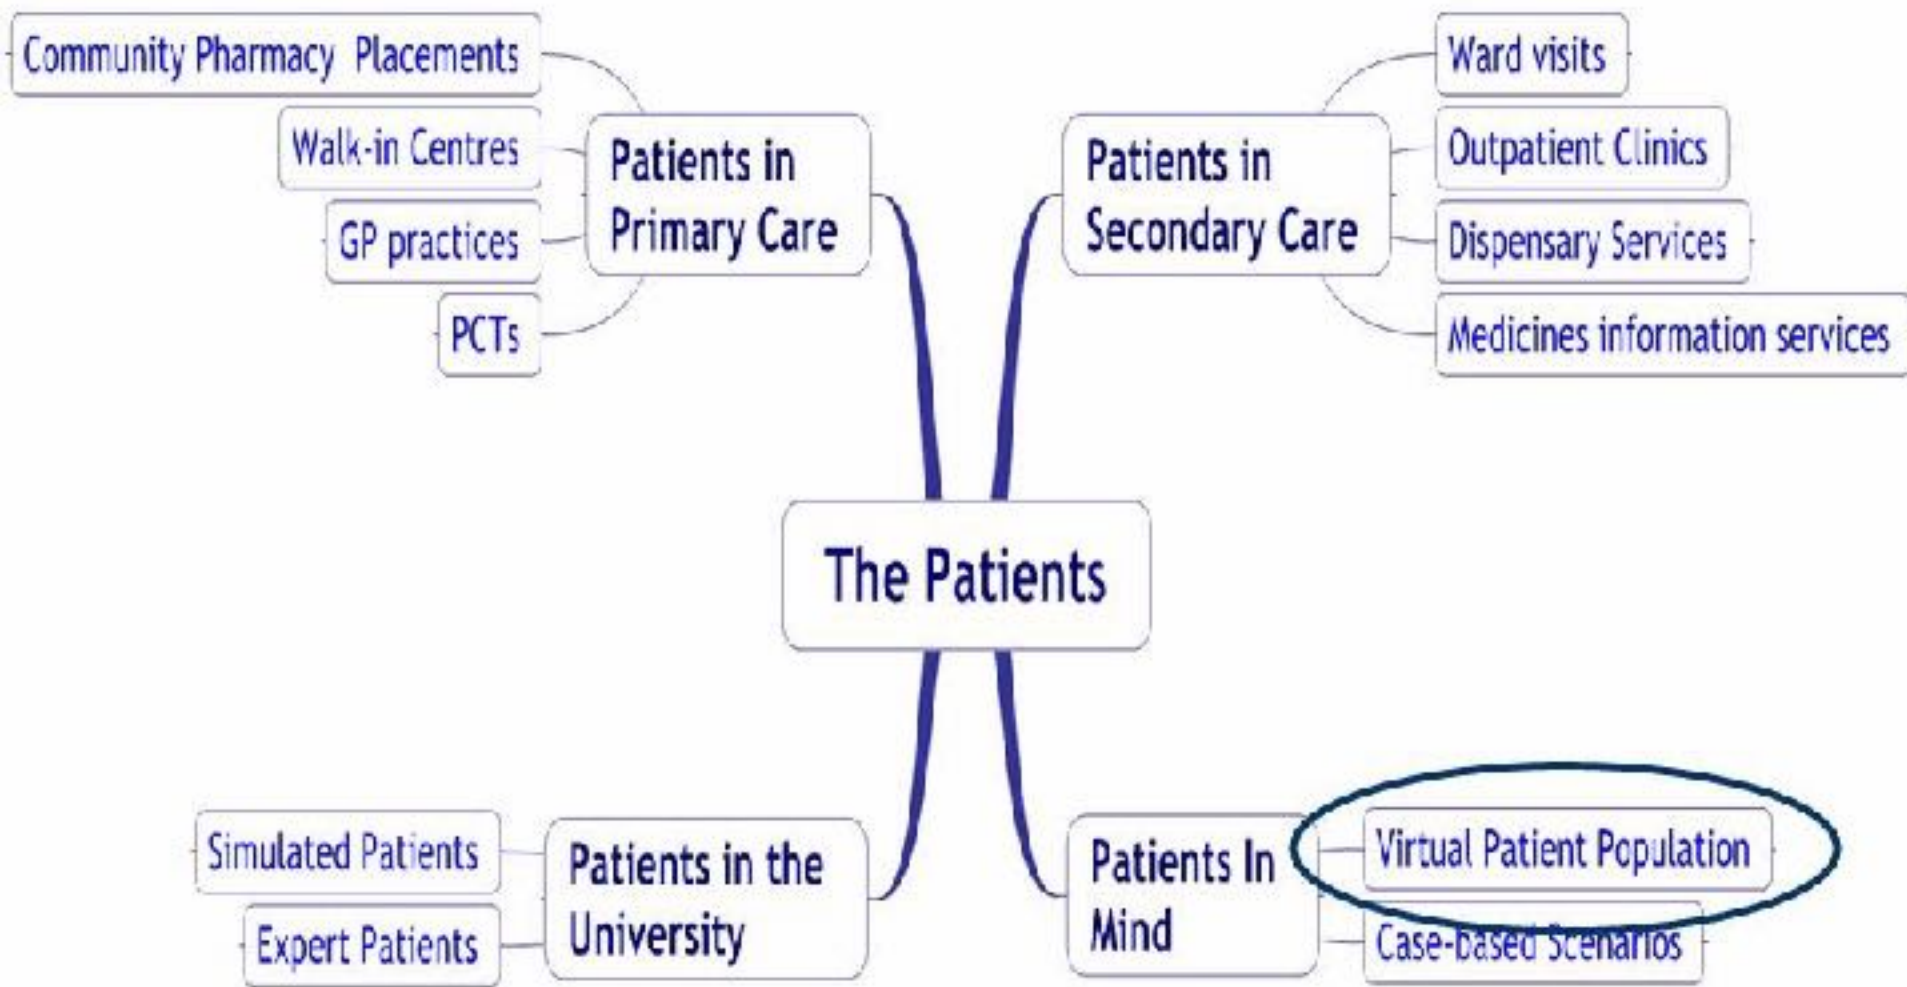 Community Pharmacy Placements
Walk-in Centres
GP practices
PCTs
Patients in
Primary Care
Patients in
Secondary Care
Ward visits
Outpatient Clinics
Dispensary Services
Medicines information services
The Patients
Simulated Patients
Expert Patients
Patients in the
University
Patients In
Mind
Virtual Patient Population
Case-based Scenarios